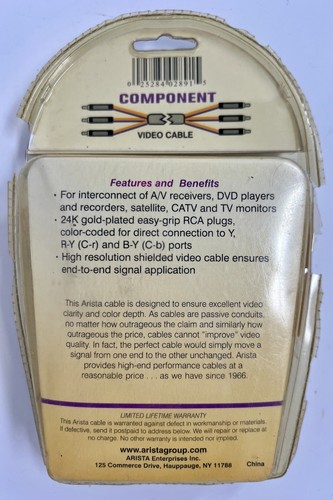 0 25284 02891 5
COMPONENT
VIDEO CABLE
Features and Benefits
· For interconnect of A/V receivers, DVD players
and recorders, satellite, CATV and TV monitors
· 24K gold-plated easy-grip RCA plugs,
color-coded for direct connection to Y,
R-Y (C-r) and B-Y (C-b) ports
· High resolution shielded video cable ensures
end-to-end signal application
This Arista cable is designed to ensure excellent video
clarity and color depth. As cables are passive conduits,
no matter how outrageous the claim and similarly how
outrageous the price, cables cannot "improve" video
quality. In fact, the perfect cable would simply move a
signal from one end to the other unchanged. Arista
provides high-end performance cables at a
reasonable price . . . as we have since 1966.
LIMITED LIFETIME WARRANTY
This Arista cable is warranted against defect in workmanship or materials.
If defective, send it postpaid to address below. We will repair or replace at
no charge. No other warranty is intended nor implied.
www.aristagroup.com
ARISTA Enterprises Inc.
125 Commerce Drive, Hauppauge, NY 11788
China